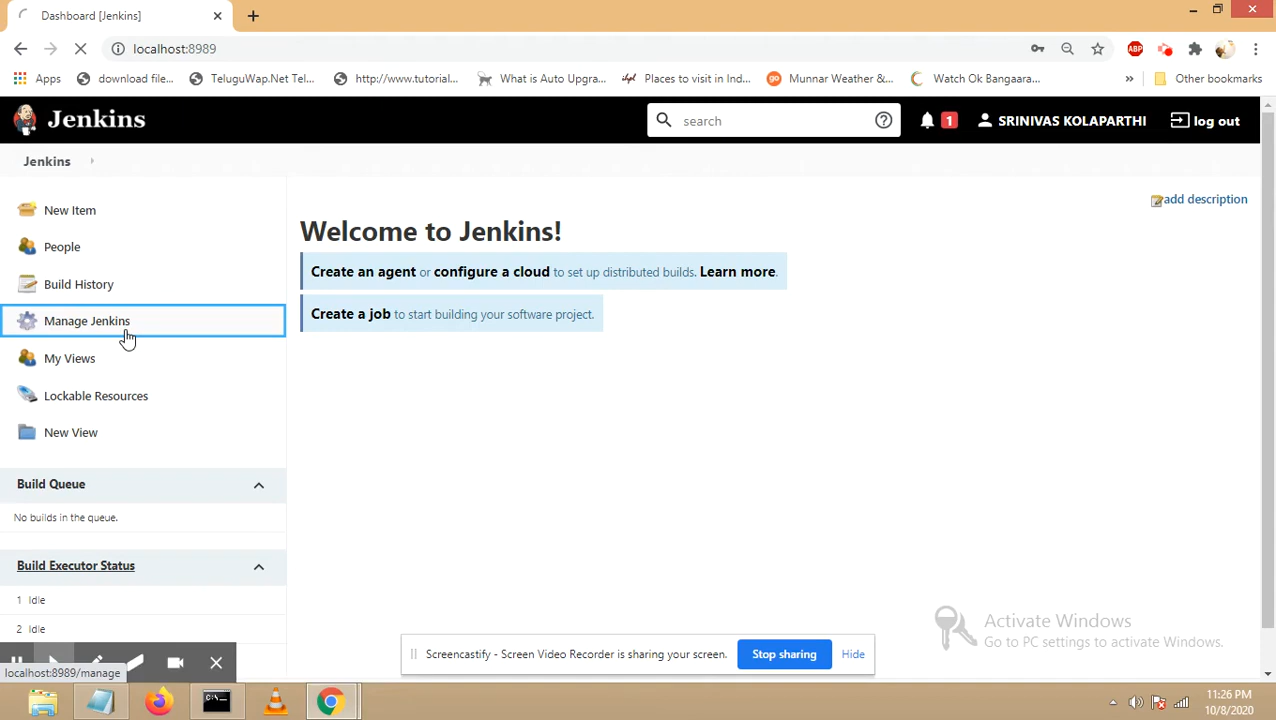 Dashboard [Jenkins]
localhost:8989
Apps
download file...
TeluguWap.Net Tel...
http://www.tutorial...
What is Auto Upgra...
Places to visit in Ind...
Munnar Weather &...
Watch Ok Bangaara...
»
Other bookmarks
ABP
go
Jenkins
search
1
SRINIVAS KOLAPARTHI
log out
Jenkins
New Item
People
Build History
Manage Jenkins
My Views
Lockable Resources
New View
add description
Welcome to Jenkins!
Create an agent or configure a cloud to set up distributed builds. Learn more.
Create a job to start building your software project.
Build Queue
No builds in the queue.
Build Executor Status
1 Idle
2 Idle
Activate Windows
Go to PC settings to activate Windows.
Screencastify - Screen Video Recorder is sharing your screen.
Stop sharing
Hide
localhost:8989/manage
11:26 PM
10/8/2020